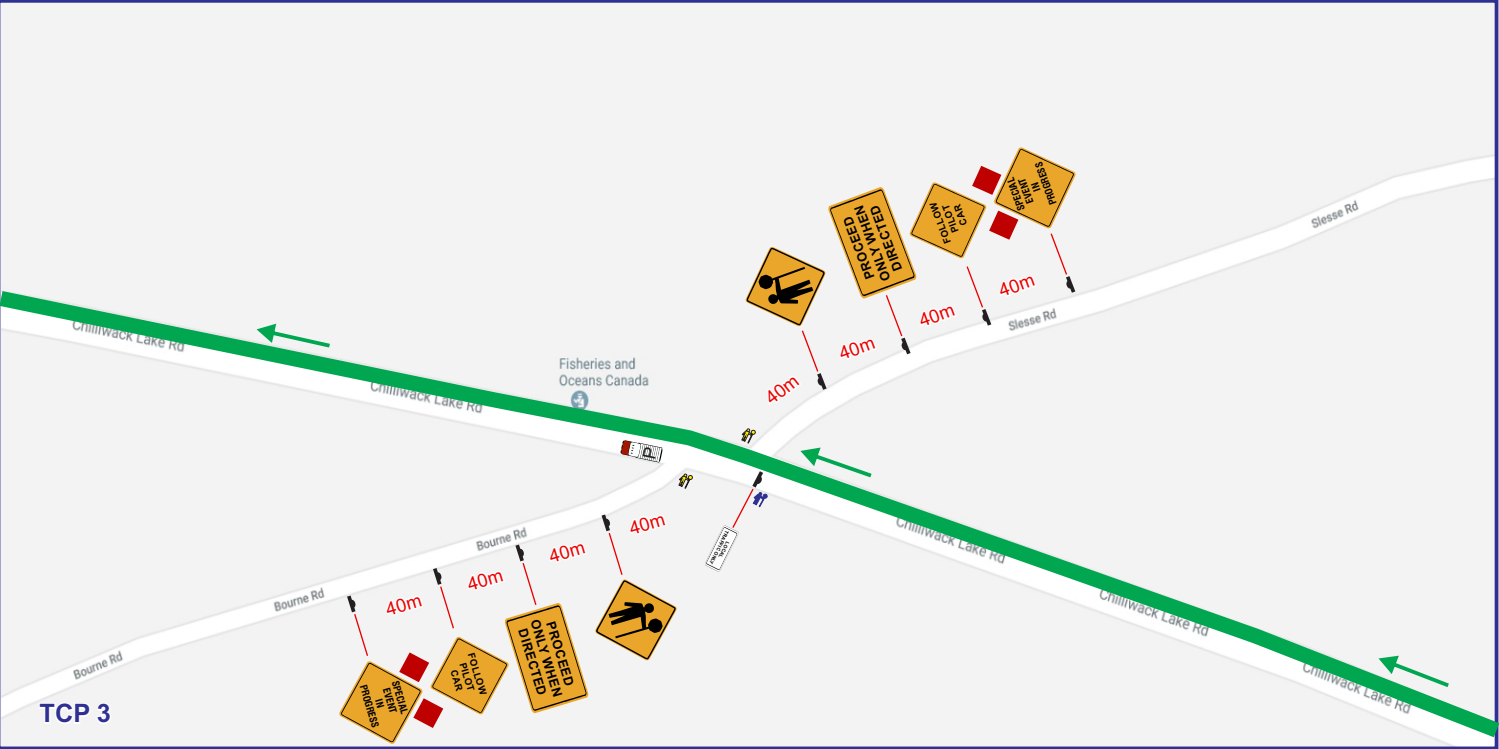 SPECIAL
EVENT
IN
PROGRESS
FOLLOW
PILOT
CAR
PROCEED
ONLY WHEN
DIRECTED
Slesse Rd
40m
40m
40m
40m
Slesse Rd
Chilliwack Lake Rd
Chilliwack Lake Rd
Fisheries and
Oceans Canada
P
LOCAL
TRAFFIC ONLY
Chilliwack Lake Rd
Chilliwack Lake Rd
Chilliwack Lake Rd
Bourne Rd
Bourne Rd
Bourne Rd
40m
40m
40m
40m
PROCEED
ONLY WHEN
DIRECTED
FOLLOW
PILOT
CAR
SPECIAL
EVENT
IN
PROGRESS
TCP 3